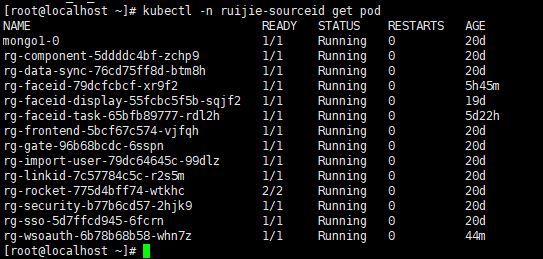 [root@localhost ~]# kubectl -n ruijie-sourceid get pod
NAME READY STATUS RESTARTS AGE
mongo1-0 1/1 Running 0 20d
rg-component-5ddddc4bf-zchp9 1/1 Running 0 20d
rg-data-sync-76cd75ff8d-btm8h 1/1 Running 0 20d
rg-faceid-79dcfcbcf-xr9f2 1/1 Running 0 5h45m
rg-faceid-display-55fcbc5f5b-sqjf2 1/1 Running 0 19d
rg-faceid-task-65bfb89777-rdl2h 1/1 Running 0 5d22h
rg-frontend-5bcf67c574-vjfqh 1/1 Running 0 20d
rg-gate-96b68bcdc-6sspn 1/1 Running 0 20d
rg-import-user-79dc64645c-99dlz 1/1 Running 0 20d
rg-linkid-7c57784c5c-r2s5m 1/1 Running 0 20d
rg-rocket-775d4bff74-wtkhc 2/2 Running 0 20d
rg-security-b77b6cd57-2hjk9 1/1 Running 0 20d
rg-sso-5d7ffcd945-6fcrn 1/1 Running 0 20d
rg-wsoauth-6b78b68b58-whn7z 1/1 Running 0 44m
[root@localhost ~]#